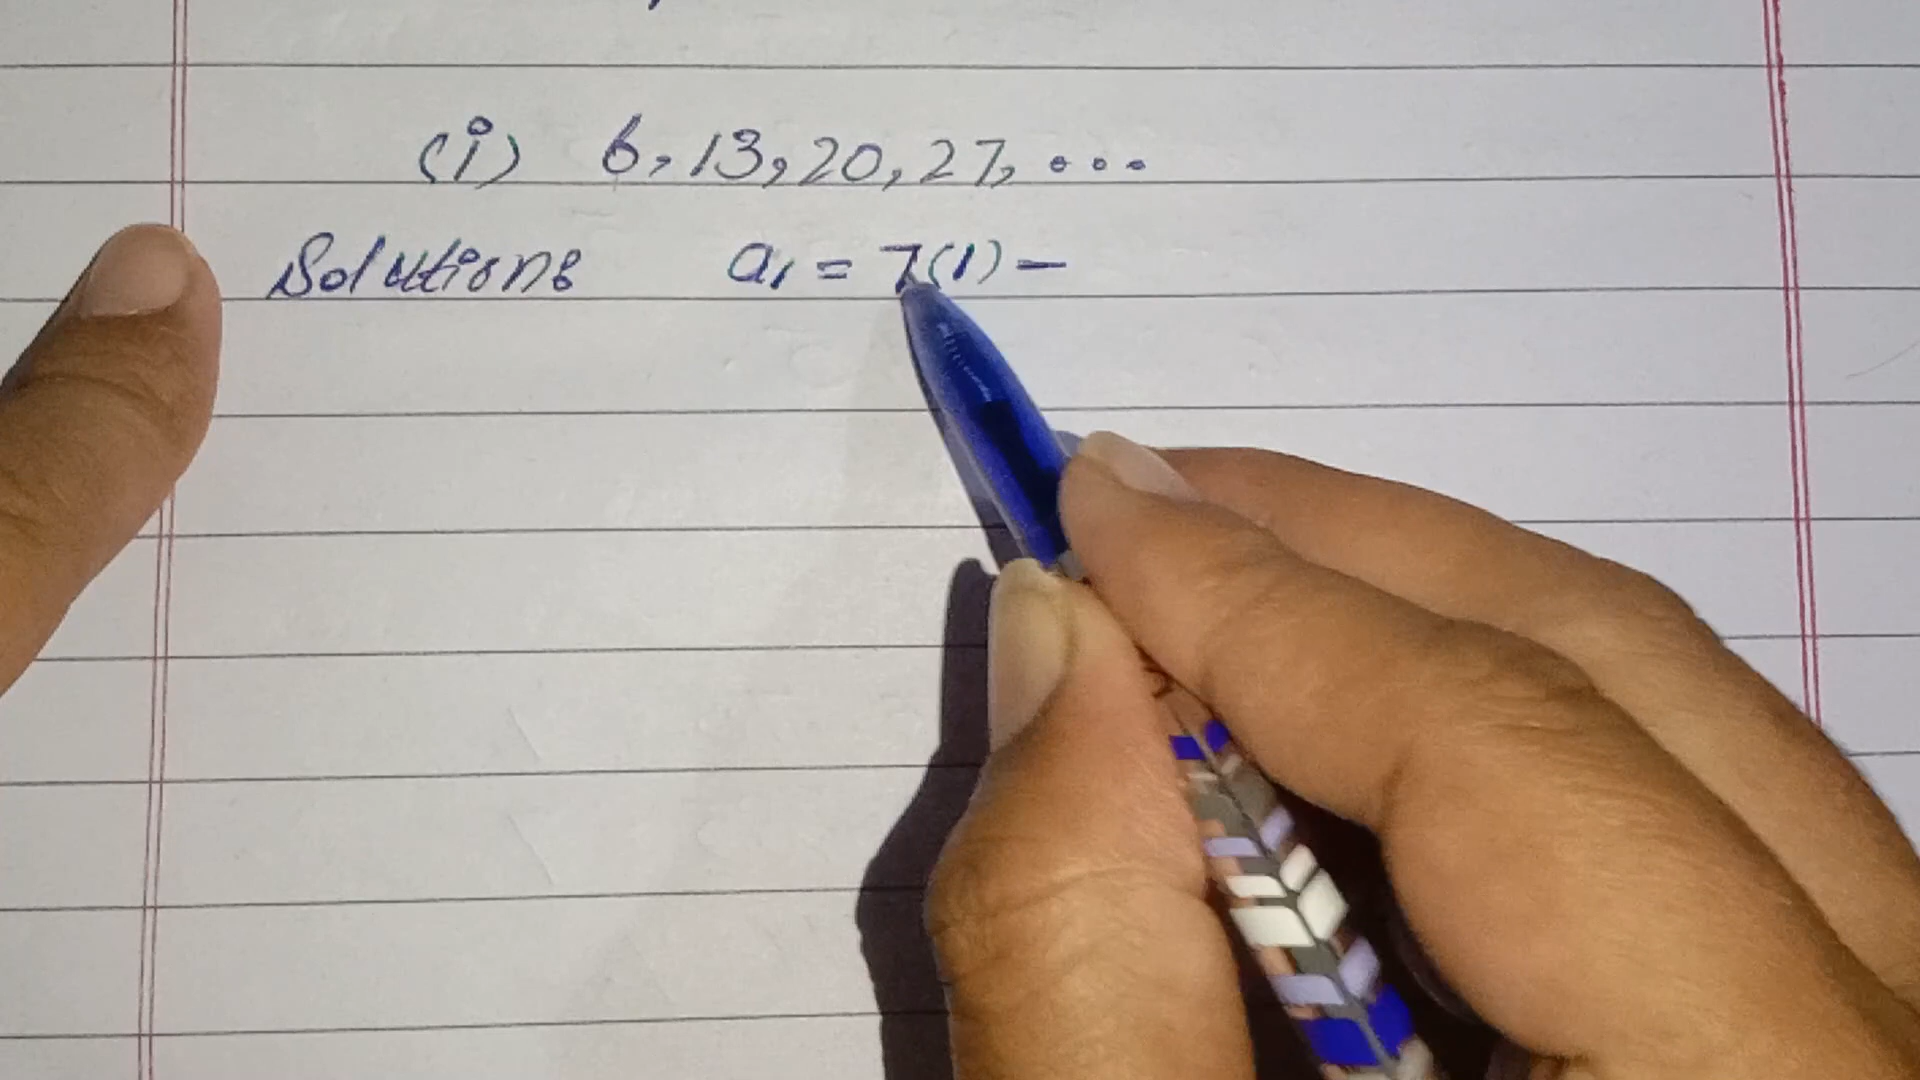 (i) 6, 13, 20, 27, ...
Solutions a₁ = 7(1) -